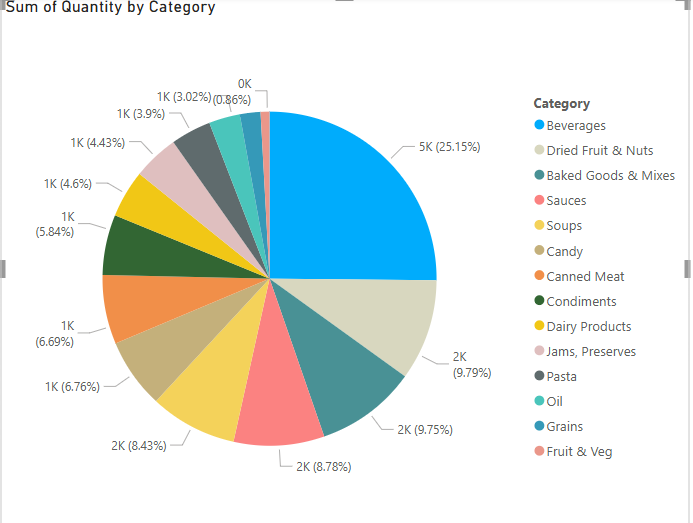 Sum of Quantity by Category
0K
(0.86%)
1K (3.02%)
1K (3.9%)
1K (4.43%)
1K (4.6%)
1K
(5.84%)
1K
(6.69%)
1K (6.76%)
2K (8.43%)
2K (8.78%)
2K (9.75%)
2K
(9.79%)
5K (25.15%)
Category
Beverages
Dried Fruit & Nuts
Baked Goods & Mixes
Sauces
Soups
Candy
Canned Meat
Condiments
Dairy Products
Jams, Preserves
Pasta
Oil
Grains
Fruit & Veg